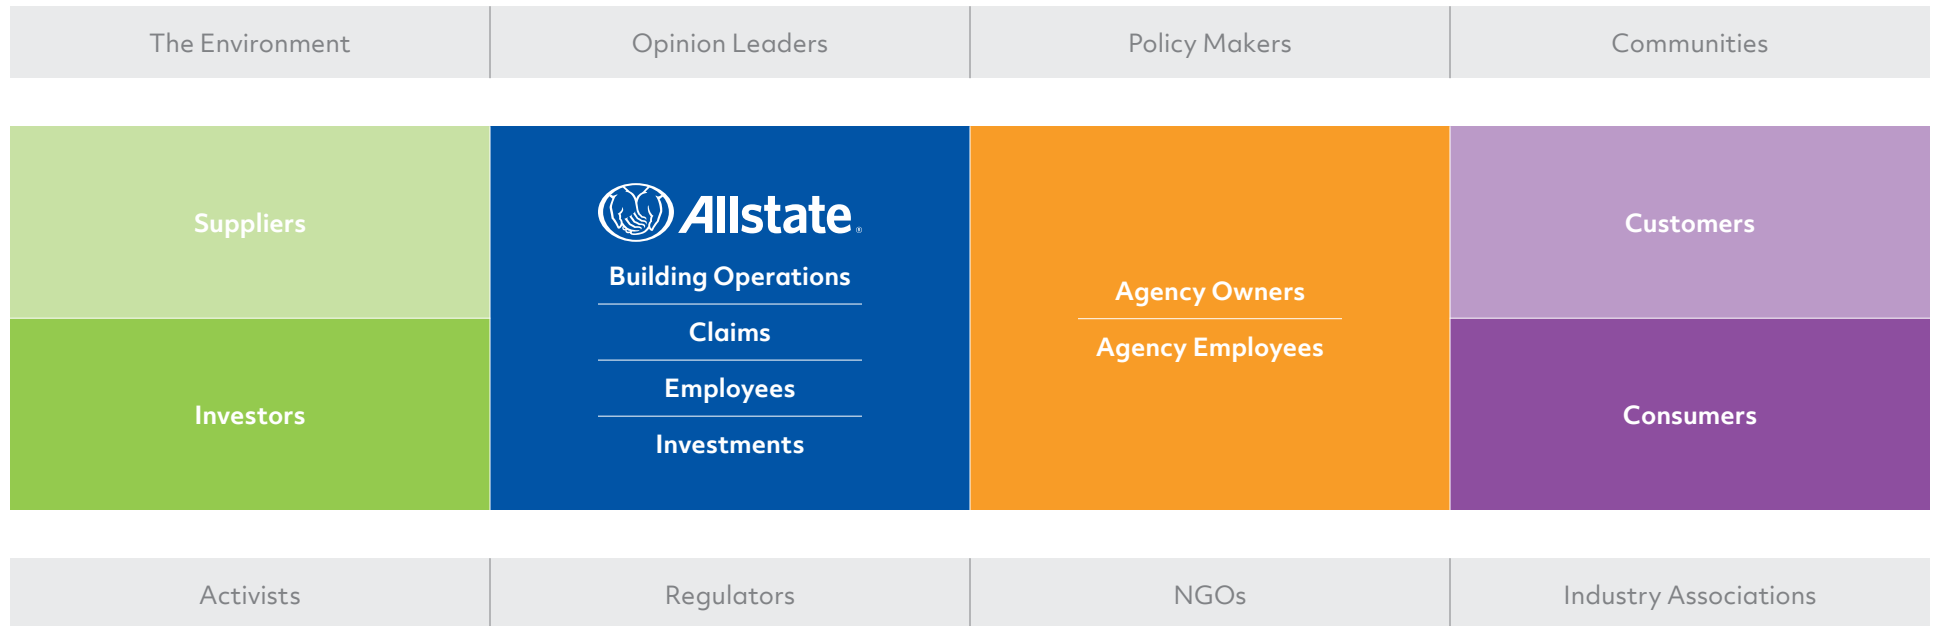 The Environment
Opinion Leaders
Policy Makers
Communities
Suppliers
Investors
Allstate®
Building Operations
Claims
Employees
Investments
Agency Owners
Agency Employees
Customers
Consumers
Activists
Regulators
NGOs
Industry Associations